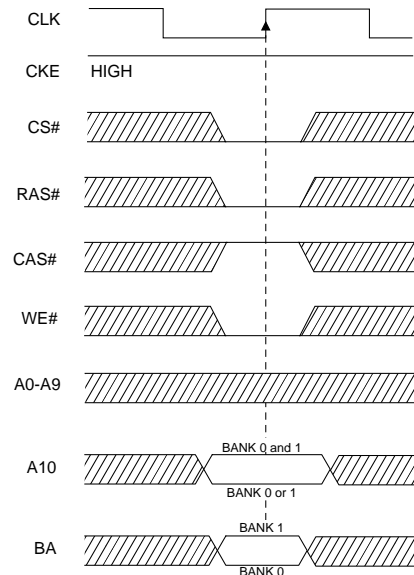 CLK
CKE HIGH
CS#
RAS#
CAS#
WE#
A0-A9
BANK 0 and 1
A10
BANK 0 or 1
BANK 1
BA
BANK 0